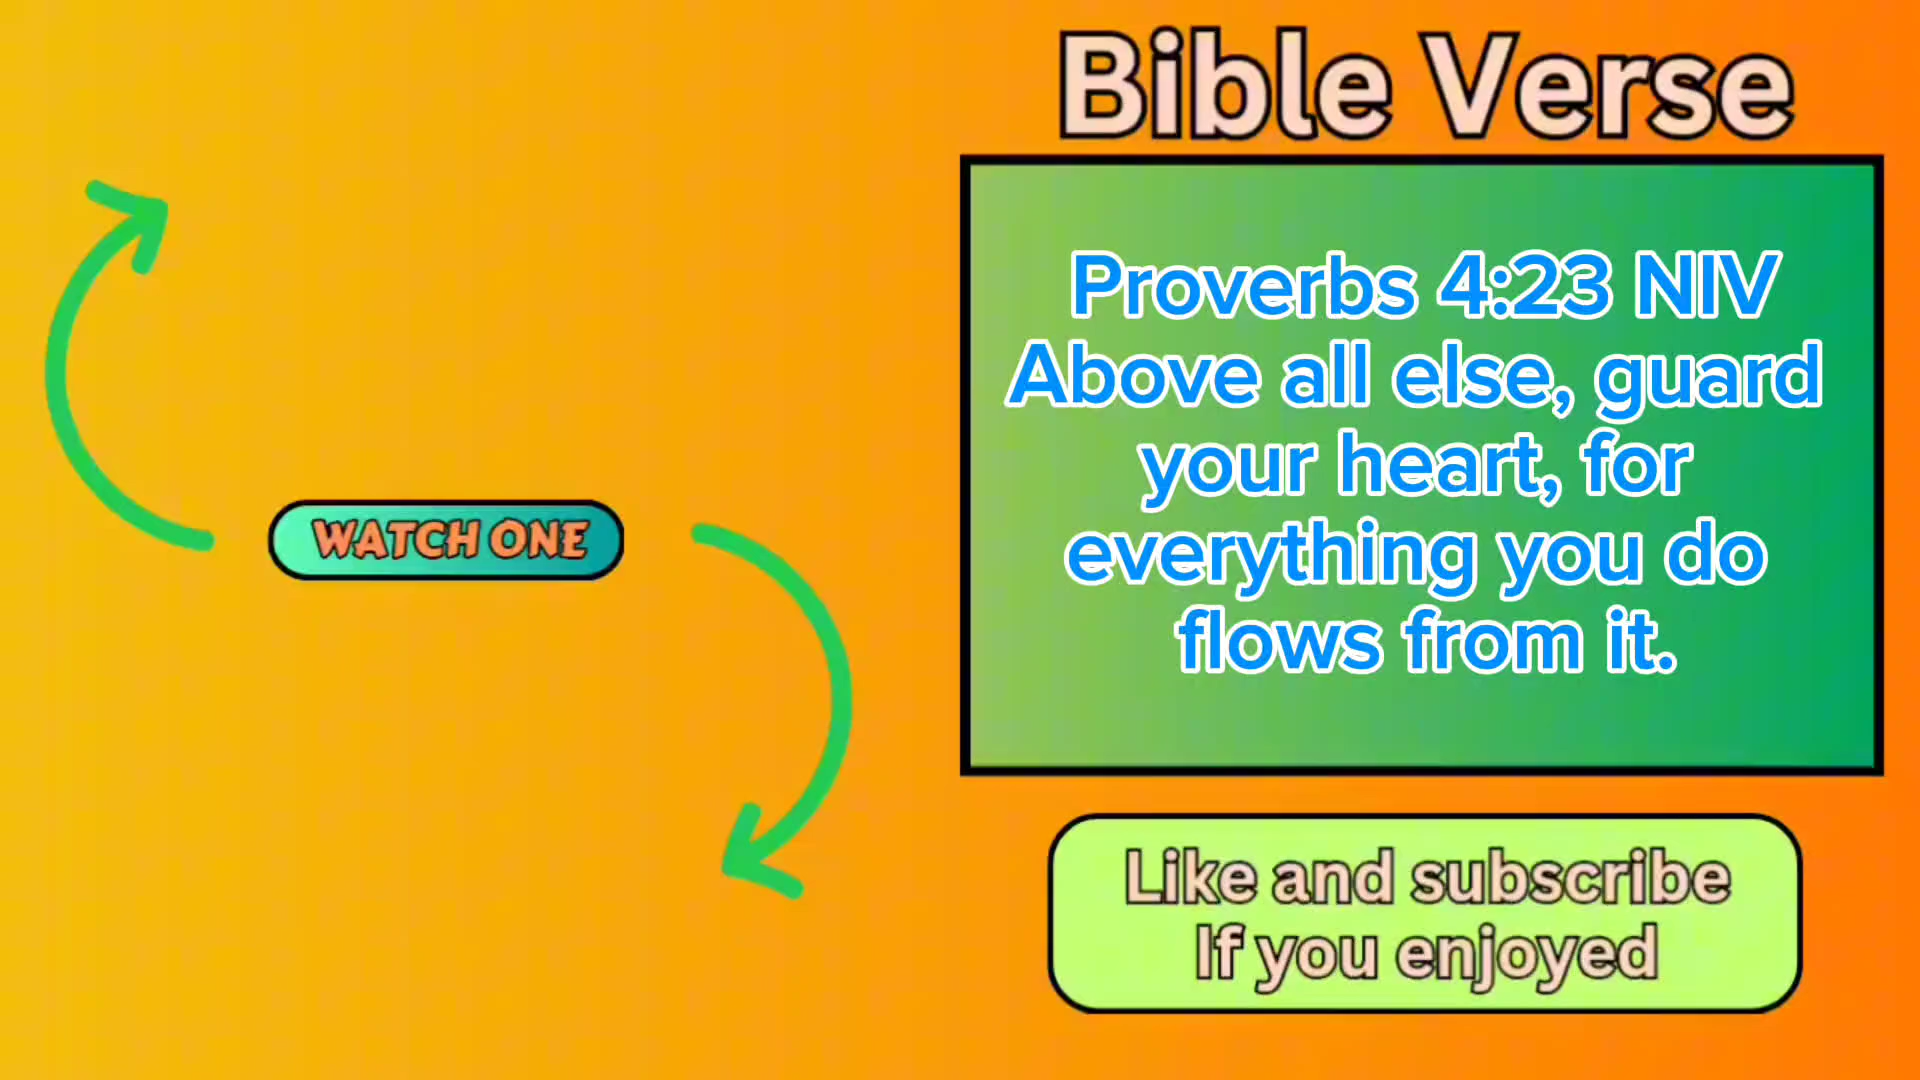 Bible Verse
Proverbs 4:23 NIV
Above all else, guard
your heart, for
everything you do
flows from it.
WATCH ONE
Like and subscribe
If you enjoyed